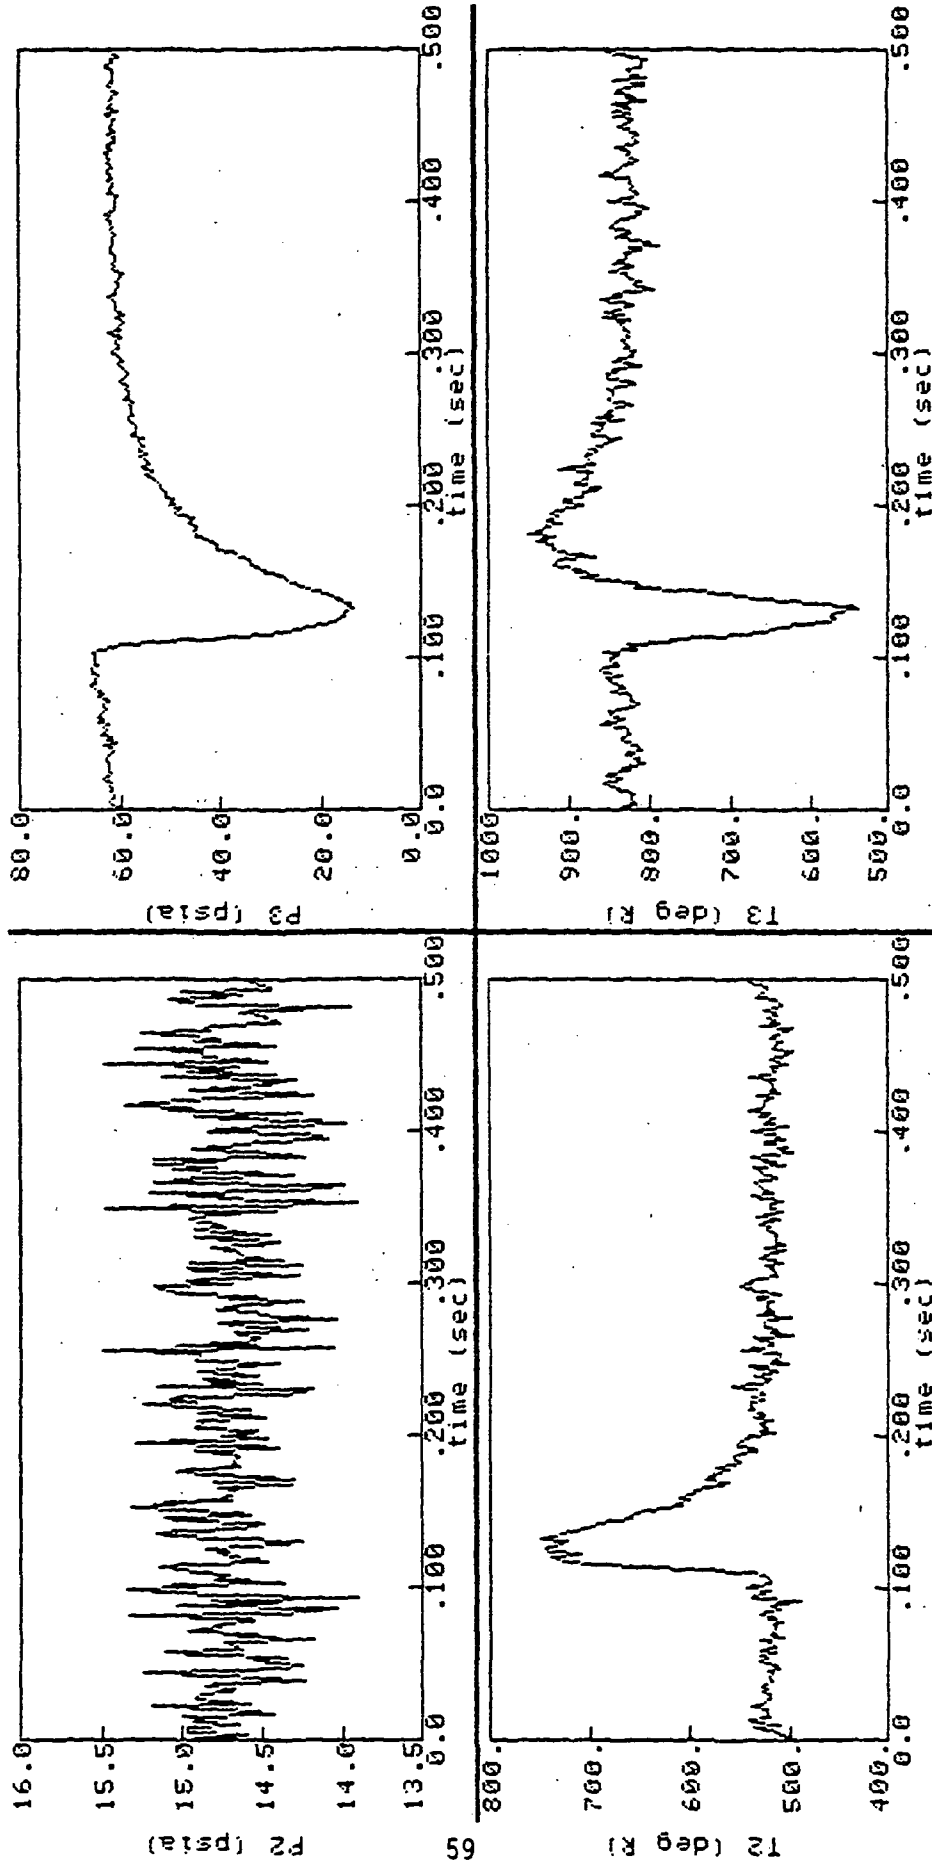 P2 (psia)
16.0
15.5
15.0
14.5
14.0
13.5
0.0 .100 .200 .300 .400 .500
time (sec)
P3 (psia)
80.0
60.0
40.0
20.0
0.0
0.0 .100 .200 .300 .400 .500
time (sec)
T2 (deg R)
800.
700.
600.
500.
400.
0.0 .100 .200 .300 .400 .500
time (sec)
T3 (deg R)
1000
900.
800.
700.
600.
500.
0.0 .100 .200 .300 .400 .500
time (sec)
59